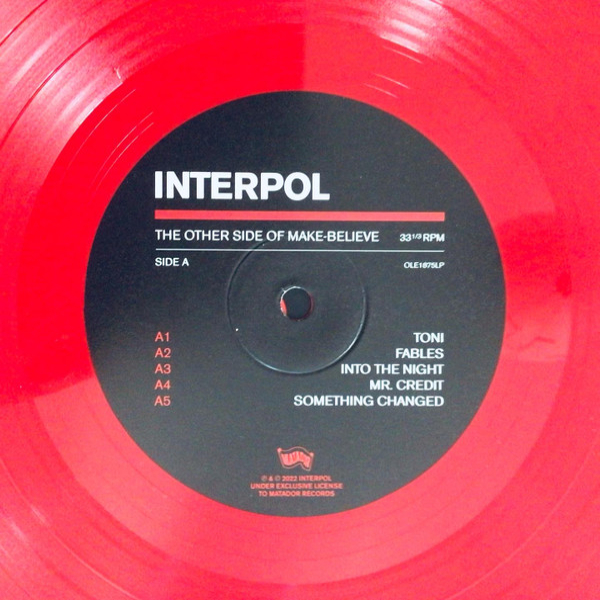 INTERPOL
THE OTHER SIDE OF MAKE-BELIEVE 33 1/3 RPM
SIDE A OLE1875LP
A1 TONI
A2 FABLES
A3 INTO THE NIGHT
A4 MR. CREDIT
A5 SOMETHING CHANGED
MATADOR
℗ & © 2022 INTERPOL
UNDER EXCLUSIVE LICENSE
TO MATADOR RECORDS